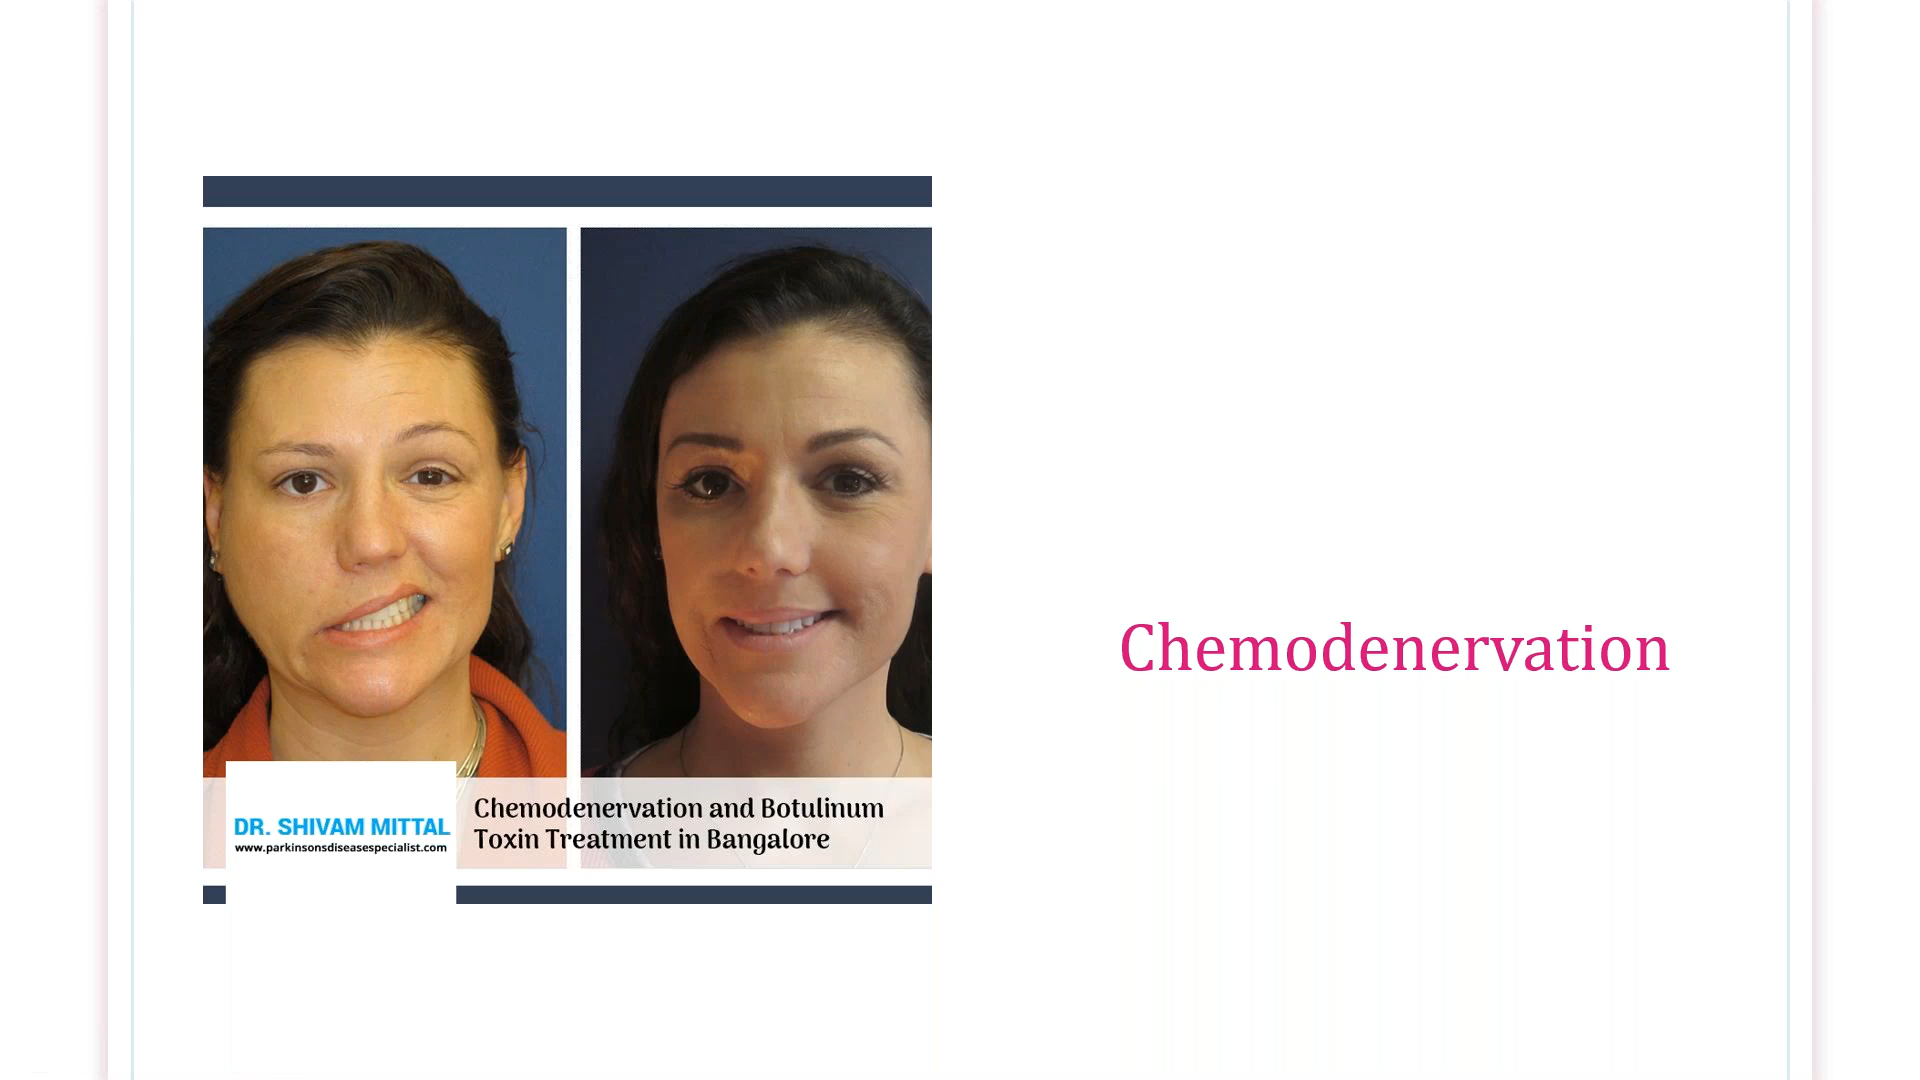 Chemodenervation and Botulinum
Toxin Treatment in Bangalore
DR. SHIVAM MITTAL
www.parkinsonsdiseasespecialist.com
Chemodenervation